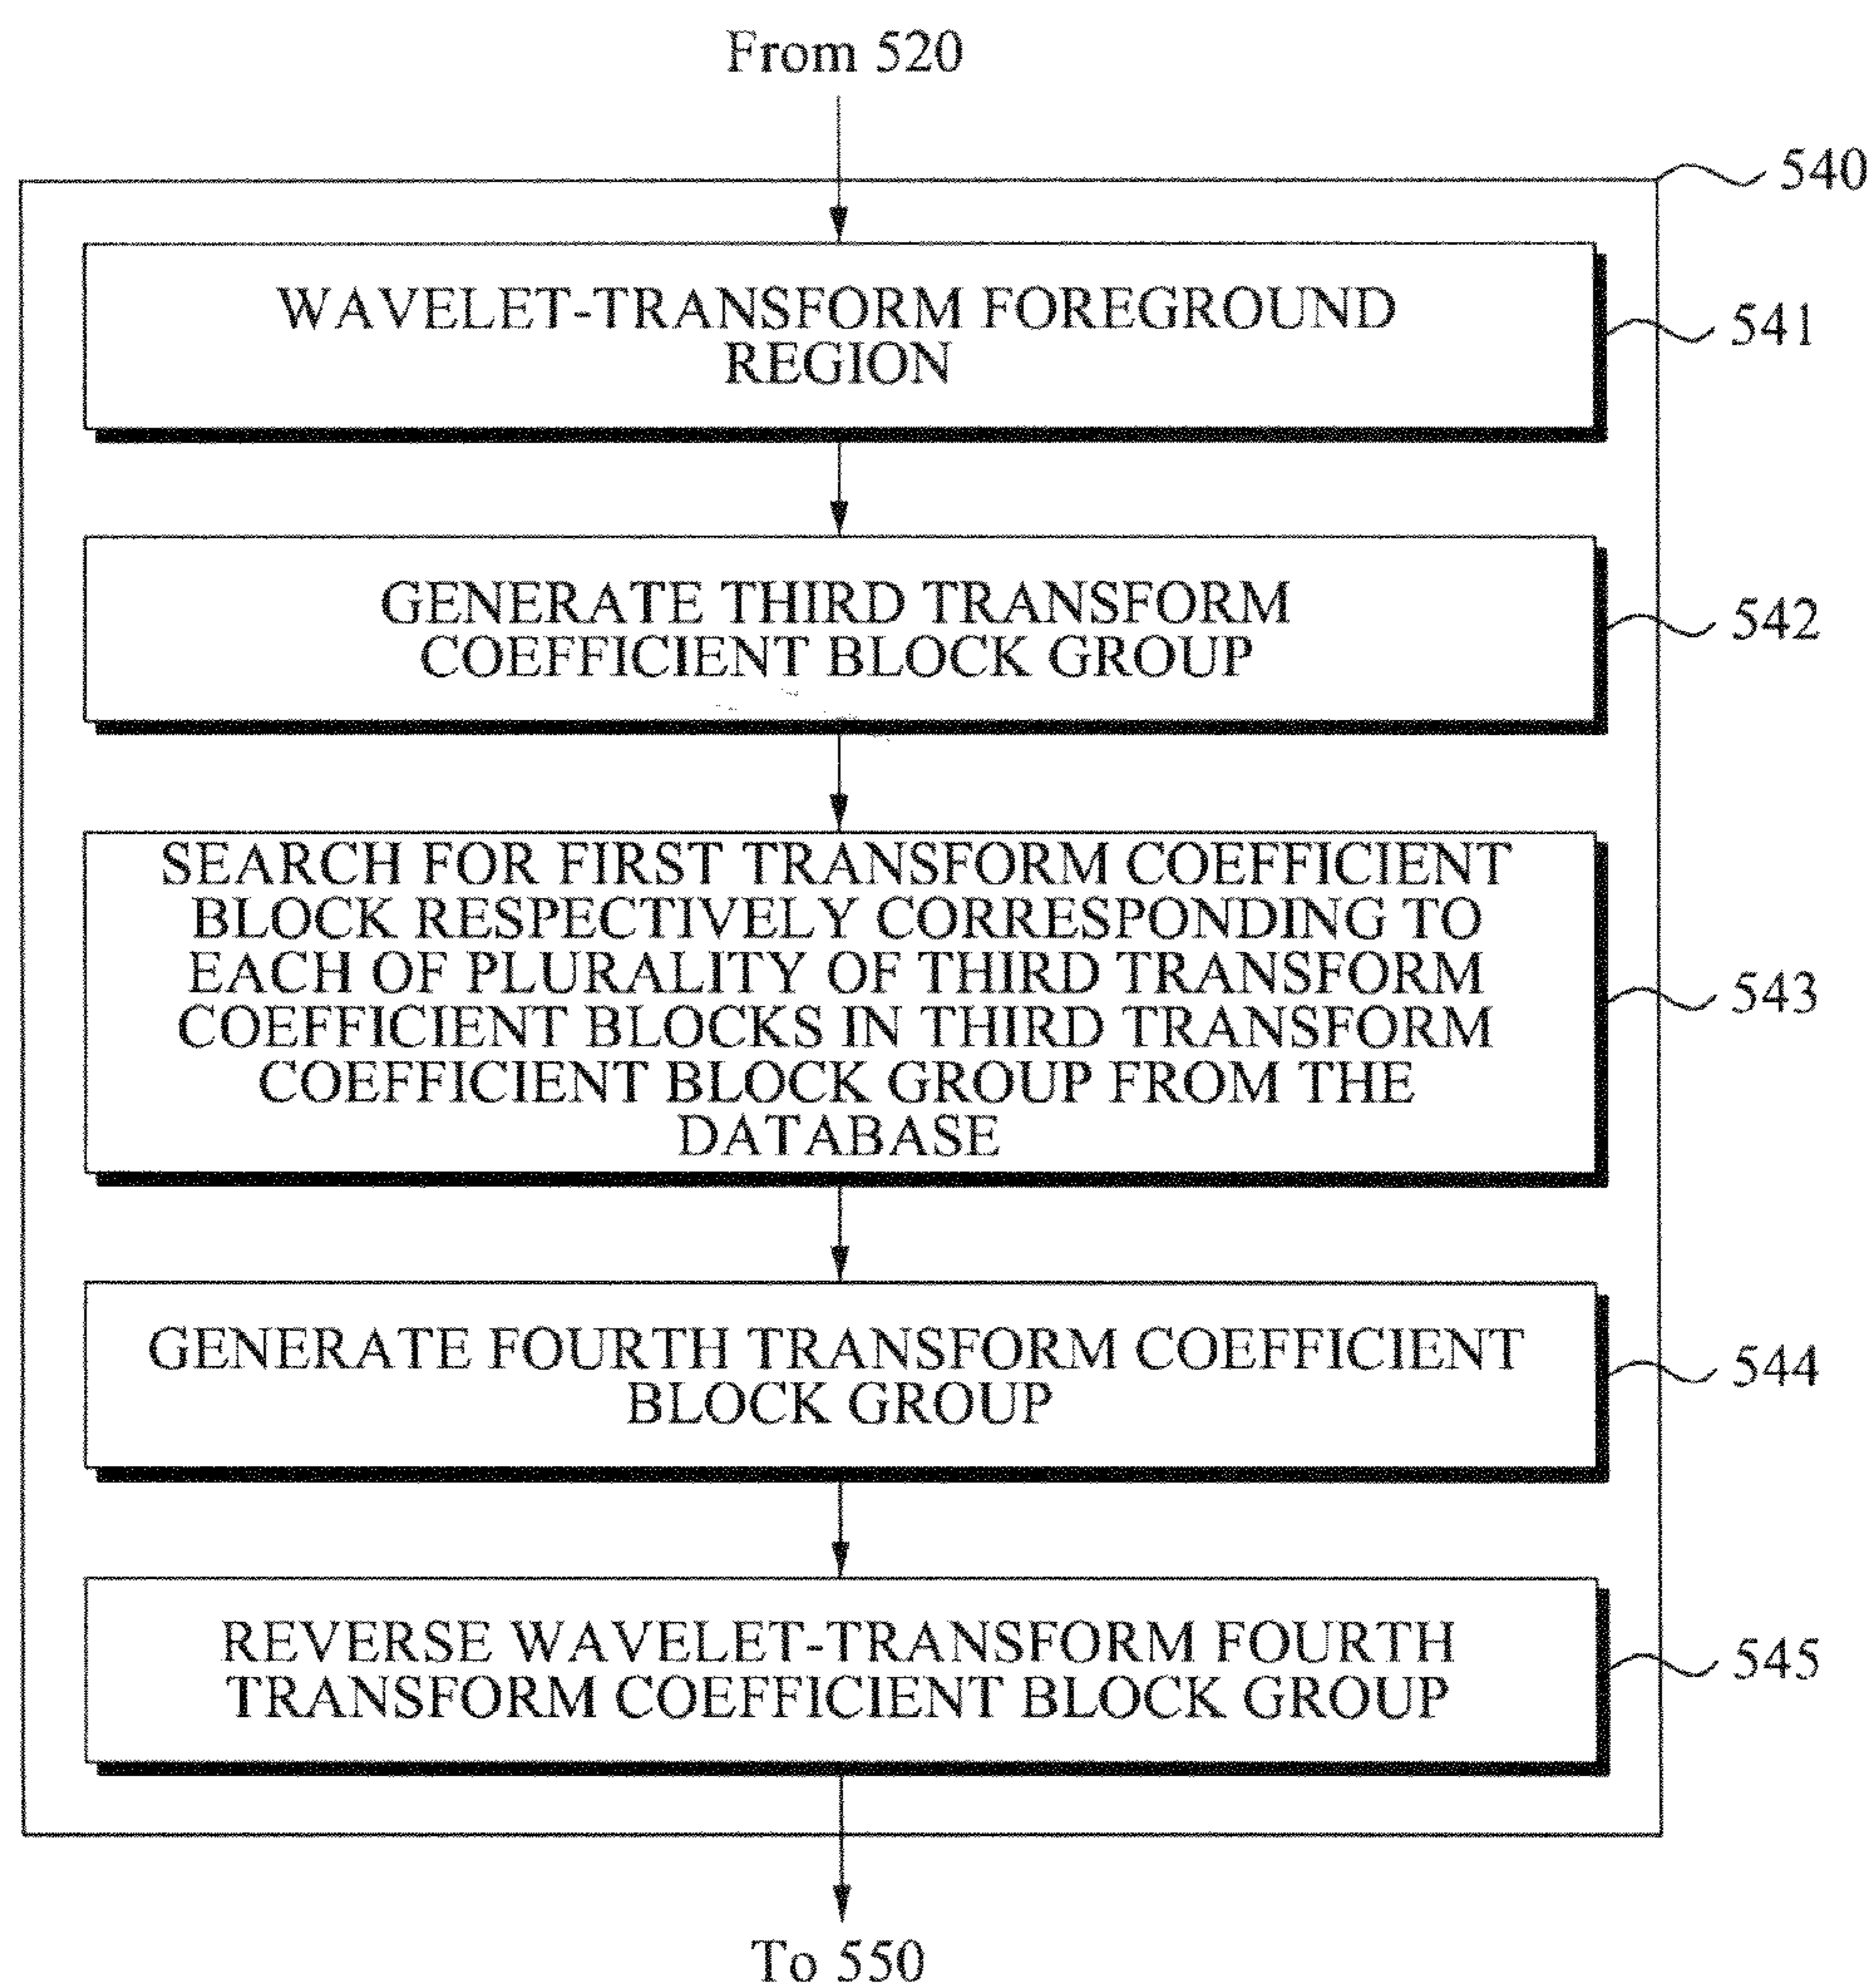 From 520
540
WAVELET-TRANSFORM FOREGROUND
REGION
541
GENERATE THIRD TRANSFORM
COEFFICIENT BLOCK GROUP
542
SEARCH FOR FIRST TRANSFORM COEFFICIENT
BLOCK RESPECTIVELY CORRESPONDING TO
EACH OF PLURALITY OF THIRD TRANSFORM
COEFFICIENT BLOCKS IN THIRD TRANSFORM
COEFFICIENT BLOCK GROUP FROM THE
DATABASE
543
GENERATE FOURTH TRANSFORM COEFFICIENT
BLOCK GROUP
544
REVERSE WAVELET-TRANSFORM FOURTH
TRANSFORM COEFFICIENT BLOCK GROUP
545
To 550